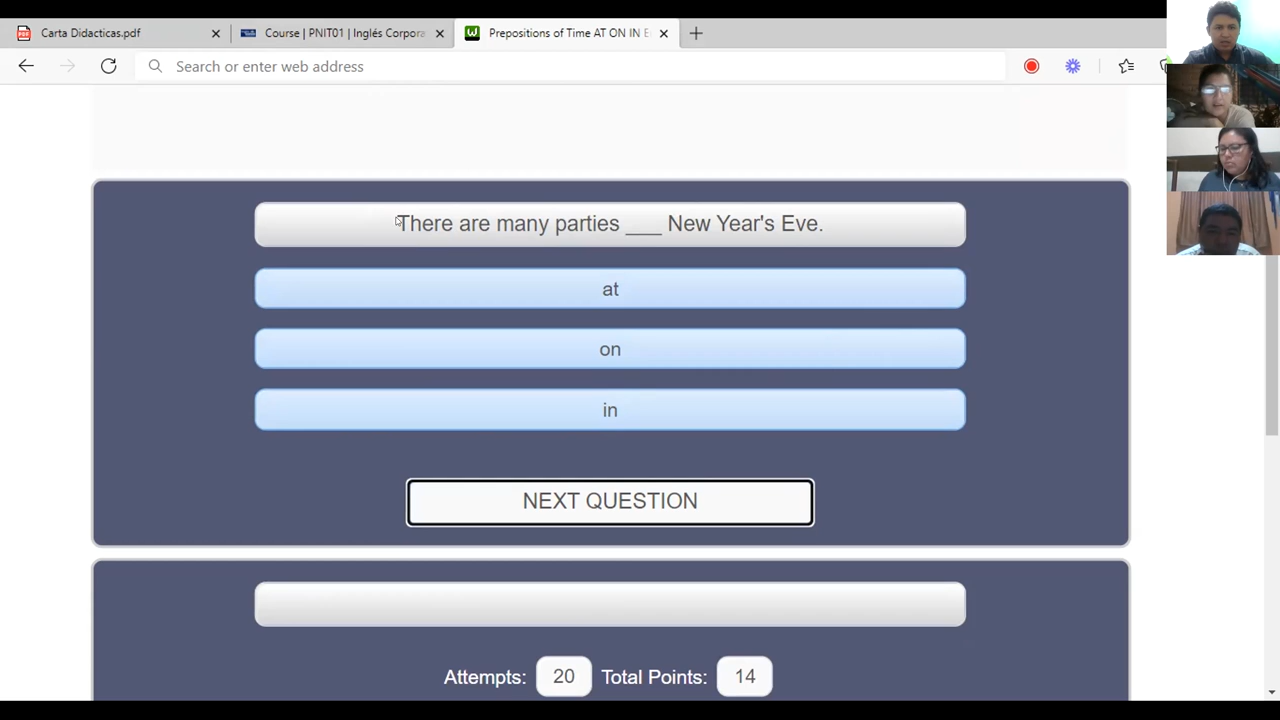 Carta Didacticas.pdf
Course | PNIT01 | Inglés Corpora
Prepositions of Time AT ON IN E
Search or enter web address
There are many parties ___ New Year's Eve.
at
on
in
NEXT QUESTION
Attempts: 20 Total Points: 14